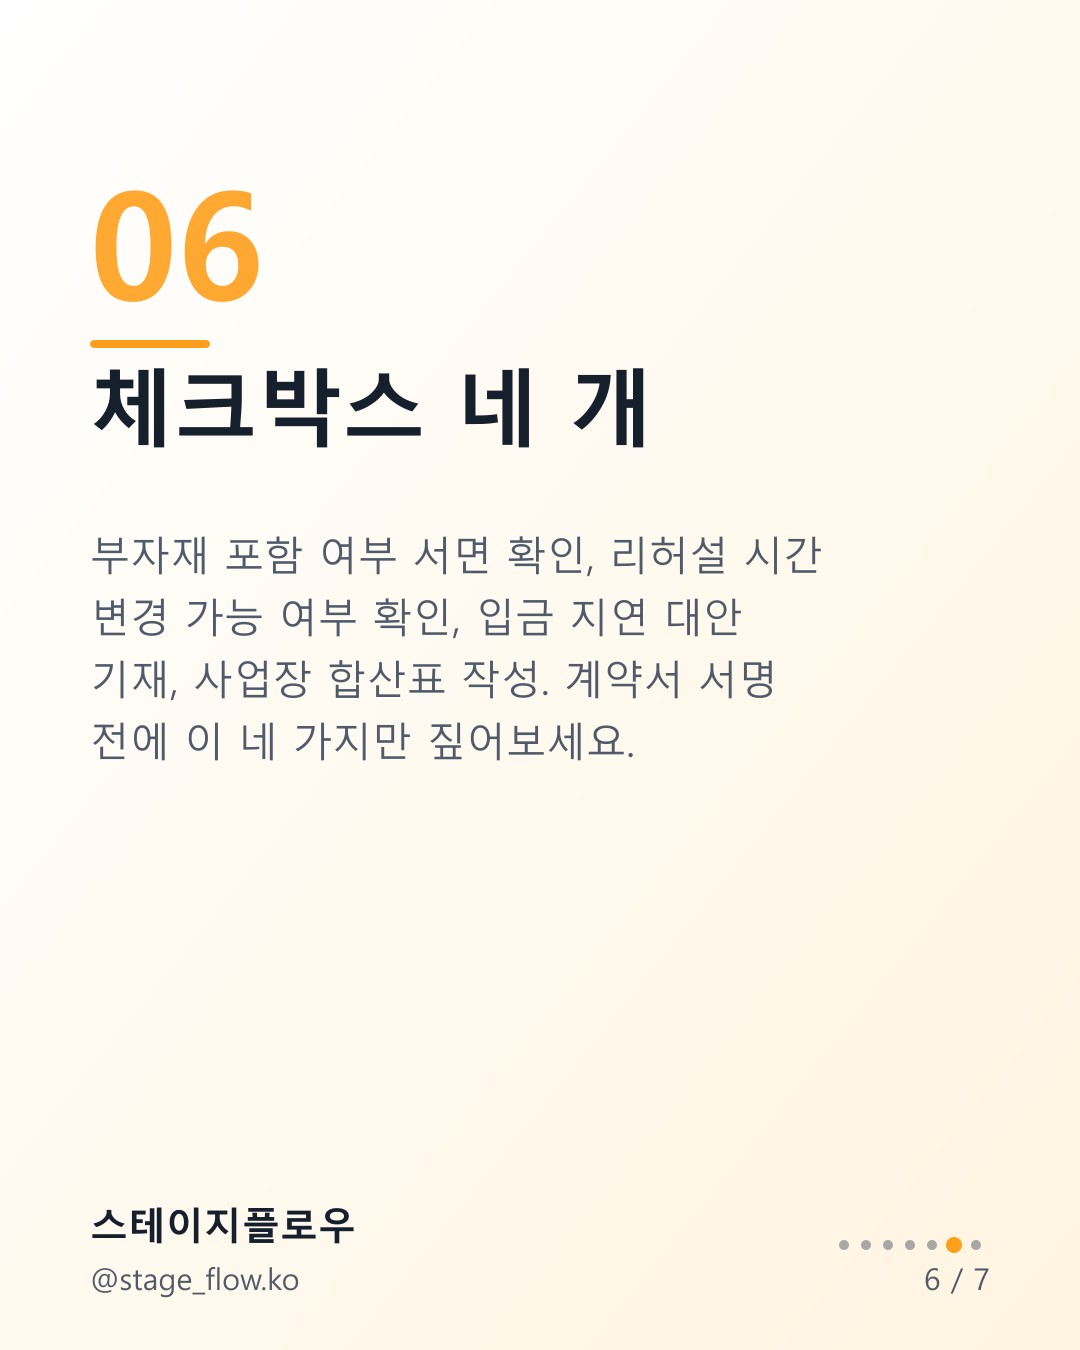 06
체크박스 네 개
부자재 포함 여부 서면 확인, 리허설 시간
변경 가능 여부 확인, 입금 지연 대안
기재, 사업장 합산표 작성. 계약서 서명
전에 이 네 가지만 짚어보세요.
스테이지플로우
@stage_flow.ko
6 / 7